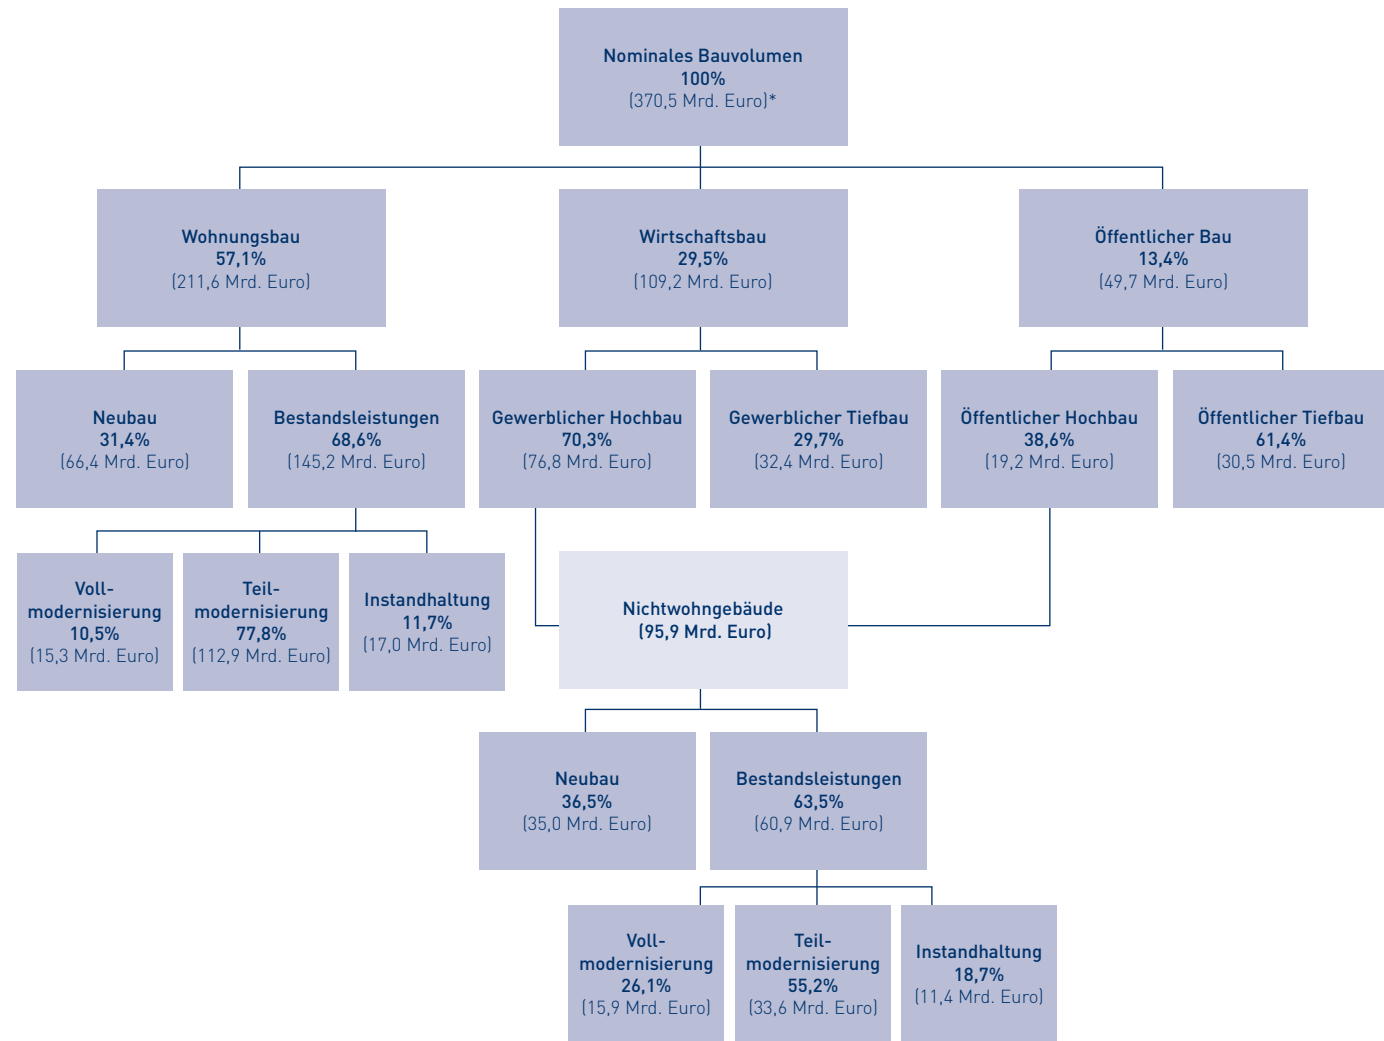 Nominales Bauvolumen
100%
(370,5 Mrd. Euro)*
Wohnungsbau
57,1%
(211,6 Mrd. Euro)
Wirtschaftsbau
29,5%
(109,2 Mrd. Euro)
Öffentlicher Bau
13,4%
(49,7 Mrd. Euro)
Neubau
31,4%
(66,4 Mrd. Euro)
Bestandsleistungen
68,6%
(145,2 Mrd. Euro)
Gewerblicher Hochbau
70,3%
(76,8 Mrd. Euro)
Gewerblicher Tiefbau
29,7%
(32,4 Mrd. Euro)
Öffentlicher Hochbau
38,6%
(19,2 Mrd. Euro)
Öffentlicher Tiefbau
61,4%
(30,5 Mrd. Euro)
Voll-
modernisierung
10,5%
(15,3 Mrd. Euro)
Teil-
modernisierung
77,8%
(112,9 Mrd. Euro)
Instandhaltung
11,7%
(17,0 Mrd. Euro)
Nichtwohngebäude
(95,9 Mrd. Euro)
Neubau
36,5%
(35,0 Mrd. Euro)
Bestandsleistungen
63,5%
(60,9 Mrd. Euro)
Voll-
modernisierung
26,1%
(15,9 Mrd. Euro)
Teil-
modernisierung
55,2%
(33,6 Mrd. Euro)
Instandhaltung
18,7%
(11,4 Mrd. Euro)